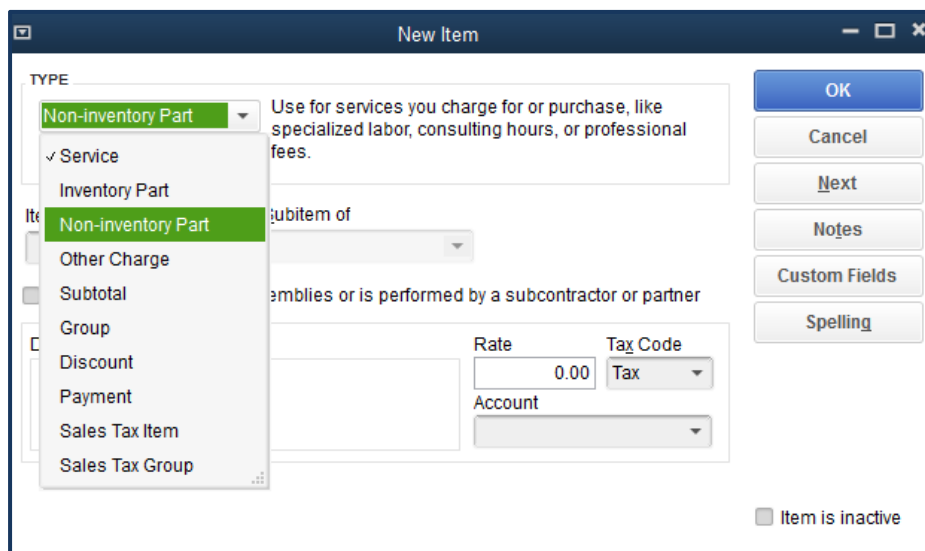 New Item
TYPE
Non-inventory Part
Use for services you charge for or purchase, like
specialized labor, consulting hours, or professional
fees.
✓ Service
Inventory Part
Non-inventory Part
Other Charge
Subtotal
Group
Discount
Payment
Sales Tax Item
Sales Tax Group
Subitem of
emblies or is performed by a subcontractor or partner
Rate
Tax Code
0.00
Tax
Account
OK
Cancel
Next
Notes
Custom Fields
Spelling
Item is inactive